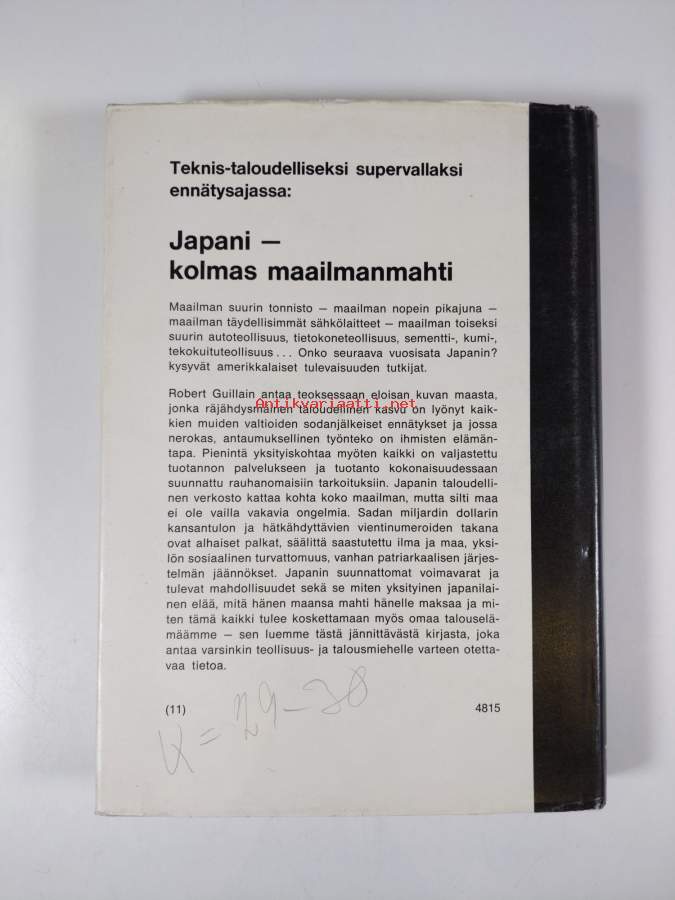 Teknis-taloudelliseksi supervallaksi
ennätysajassa:
Japani —
kolmas maailmanmahti
Maailman suurin tonnisto — maailman nopein pikajuna —
maailman täydellisimmät sähkölaitteet — maailman toiseksi
suurin autoteollisuus, tietokoneteollisuus, sementti-, kumi-,
tekokuituteollisuus... Onko seuraava vuosisata Japanin?
kysyvät amerikkalaiset tulevaisuuden tutkijat.
Robert Guillain antaa teoksessaan eloisan kuvan maasta,
Antikvariaatti.net
jonka räjähdysmäinen taloudellinen kasvu on lyönyt kaik-
kien muiden valtioiden sodanjälkeiset ennätykset ja jossa
nerokas, antaumuksellinen työnteko on ihmisten elämän-
tapa. Pienintä yksityiskohtaa myöten kaikki on valjastettu
tuotannon palvelukseen ja tuotanto kokonaisuudessaan
suunnattu rauhanomaisiin tarkoituksiin. Japanin taloudelli-
nen verkosto kattaa kohta koko maailman, mutta silti maa
ei ole vailla vakavia ongelmia. Sadan miljardin dollarin
kansantulon ja hätkähdyttävien vientinumeroiden takana
ovat alhaiset palkat, säälittä saastutettu ilma ja maa, yksi-
lön sosiaalinen turvattomuus, vanhan patriarkaalisen järjes-
telmän jäännökset. Japanin suunnattomat voimavarat ja
tulevat mahdollisuudet sekä se miten yksityinen japanilai-
nen elää, mitä hänen maansa mahti hänelle maksaa ja mi-
ten tämä kaikki tulee koskettamaan myös omaa talouselä-
määmme — sen luemme tästä jännittävästä kirjasta, joka
antaa varsinkin teollisuus- ja talousmiehelle varteen otetta-
vaa tietoa.
(11) 4815
K = 29-30